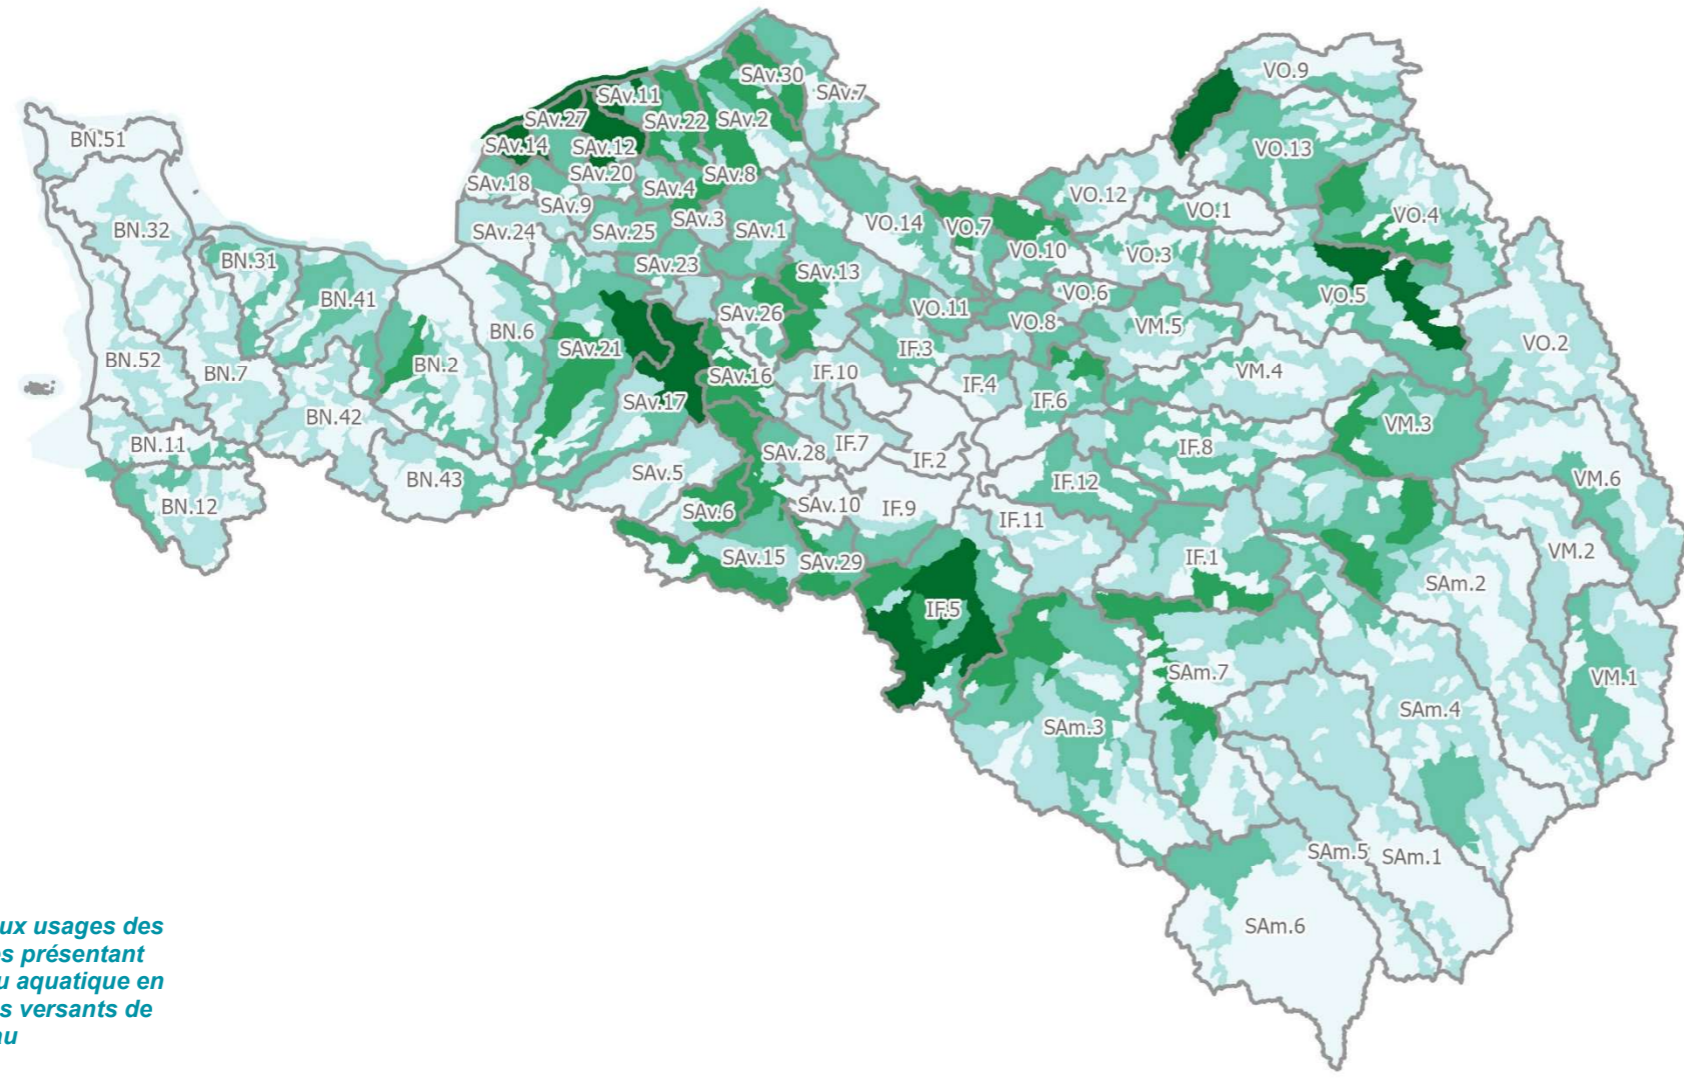 VO.9
SAv.30
SAv.7
SAv.11
SAv.27
SAv.22
SAv.2
BN.51
SAv.14
SAv.12
VO.13
SAv.20
SAv.8
SAv.18
SAv.4
VO.12
SAv.9
VO.1
VO.4
SAv.3
VO.14
VO.7
BN.32
SAv.24
SAv.25
SAv.1
VO.10
VO.3
BN.31
SAv.23
SAv.13
VO.6
VO.5
BN.41
VO.11
SAv.26
VO.8
VM.5
BN.6
VO.2
SAv.21
IF.3
BN.52
BN.7
BN.2
IF.10
VM.4
SAv.16
IF.4
SAv.17
IF.6
BN.42
VM.3
BN.11
IF.7
IF.8
SAv.28
IF.2
SAv.5
BN.43
IF.12
VM.6
BN.12
SAv.10
IF.9
SAv.6
IF.11
VM.2
SAv.15
SAv.29
IF.1
SAm.2
IF.5
SAm.7
VM.1
SAm.4
SAm.3
SAm.5
SAm.1
SAm.6
ux usages des
s présentant
u aquatique en
s versants de
au